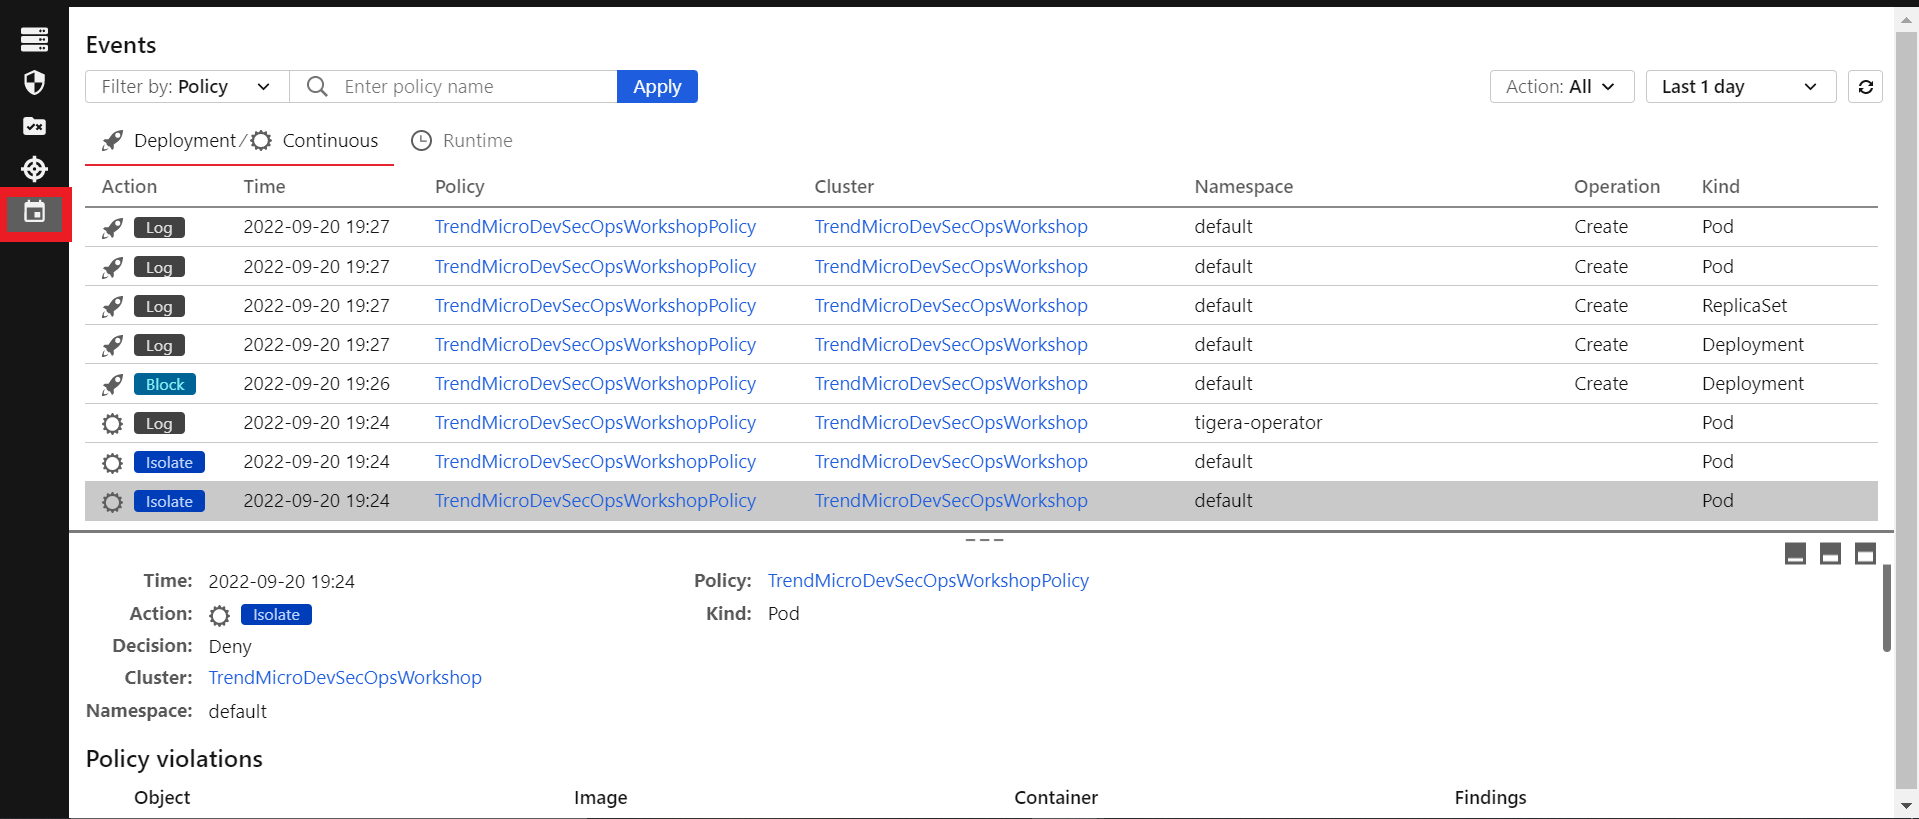 Events
Filter by: Policy Enter policy name Apply Action: All Last 1 day
Deployment/ Continuous Runtime
Action Time Policy Cluster Namespace Operation Kind
Log 2022-09-20 19:27 TrendMicroDevSecOpsWorkshopPolicy TrendMicroDevSecOpsWorkshop default Create Pod
Log 2022-09-20 19:27 TrendMicroDevSecOpsWorkshopPolicy TrendMicroDevSecOpsWorkshop default Create Pod
Log 2022-09-20 19:27 TrendMicroDevSecOpsWorkshopPolicy TrendMicroDevSecOpsWorkshop default Create ReplicaSet
Log 2022-09-20 19:27 TrendMicroDevSecOpsWorkshopPolicy TrendMicroDevSecOpsWorkshop default Create Deployment
Block 2022-09-20 19:26 TrendMicroDevSecOpsWorkshopPolicy TrendMicroDevSecOpsWorkshop default Create Deployment
Log 2022-09-20 19:24 TrendMicroDevSecOpsWorkshopPolicy TrendMicroDevSecOpsWorkshop tigera-operator Pod
Isolate 2022-09-20 19:24 TrendMicroDevSecOpsWorkshopPolicy TrendMicroDevSecOpsWorkshop default Pod
Isolate 2022-09-20 19:24 TrendMicroDevSecOpsWorkshopPolicy TrendMicroDevSecOpsWorkshop default Pod
Time: 2022-09-20 19:24 Policy: TrendMicroDevSecOpsWorkshopPolicy
Action: Isolate Kind: Pod
Decision: Deny
Cluster: TrendMicroDevSecOpsWorkshop
Namespace: default
Policy violations
Object Image Container Findings